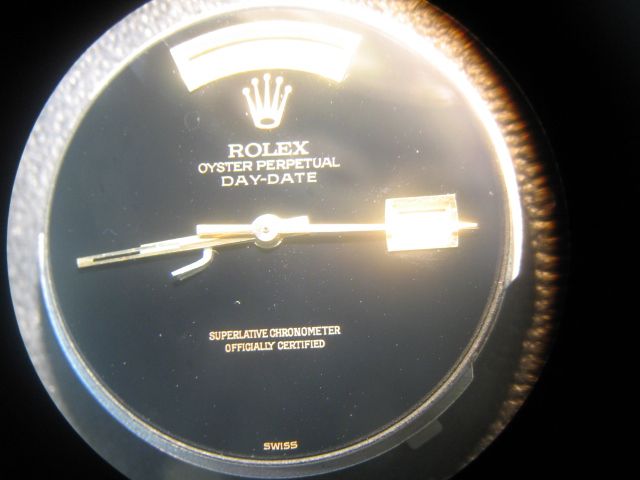 ROLEX
OYSTER PERPETUAL
DAY-DATE
SUPERLATIVE CHRONOMETER
OFFICIALLY CERTIFIED
SWISS